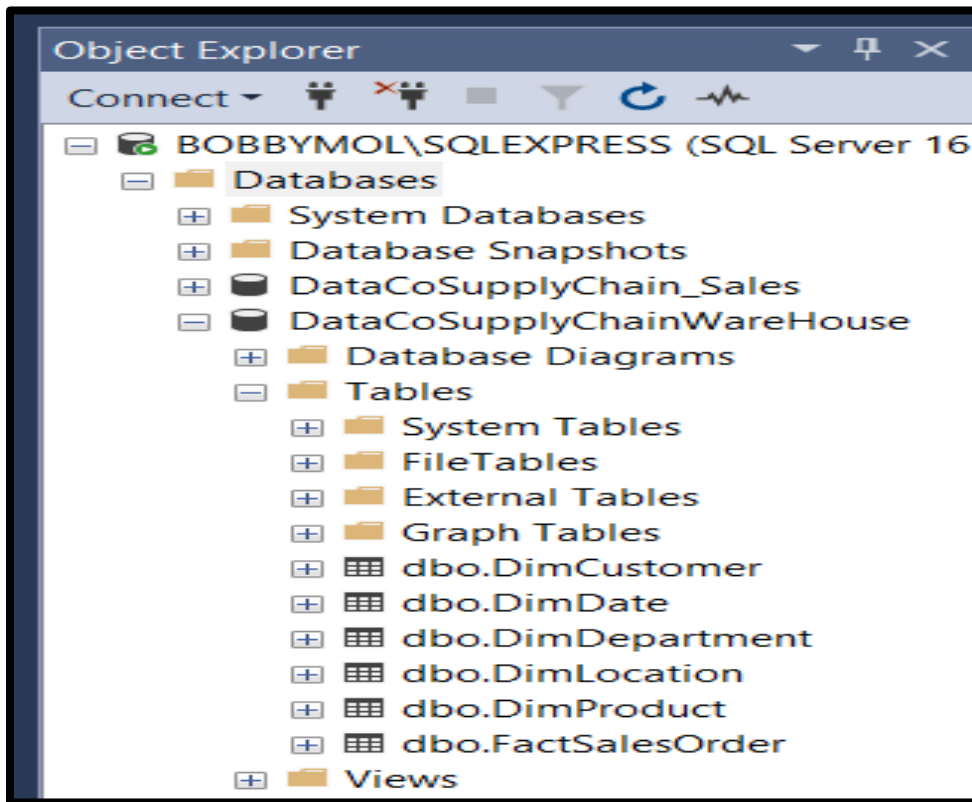 Object Explorer
Connect
BOBBYMOL\SQLEXPRESS (SQL Server 16
Databases
System Databases
Database Snapshots
DataCoSupplyChain_Sales
DataCoSupplyChainWareHouse
Database Diagrams
Tables
System Tables
FileTables
External Tables
Graph Tables
dbo.DimCustomer
dbo.DimDate
dbo.DimDepartment
dbo.DimLocation
dbo.DimProduct
dbo.FactSalesOrder
Views